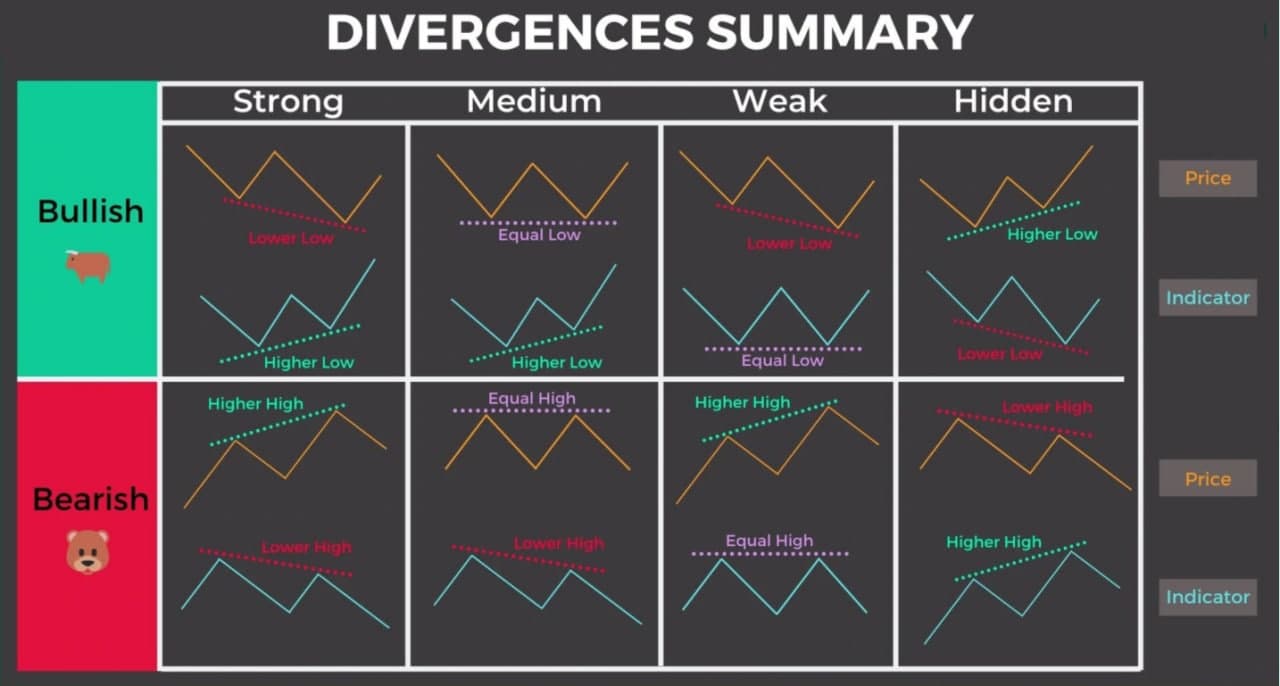 DIVERGENCES SUMMARY
Strong
Medium
Weak
Hidden
Bullish
Lower Low
Equal Low
Lower Low
Higher Low
Price
Higher Low
Higher Low
Equal Low
Lower Low
Indicator
Bearish
Higher High
Equal High
Higher High
Lower High
Price
Lower High
Lower High
Equal High
Higher High
Indicator